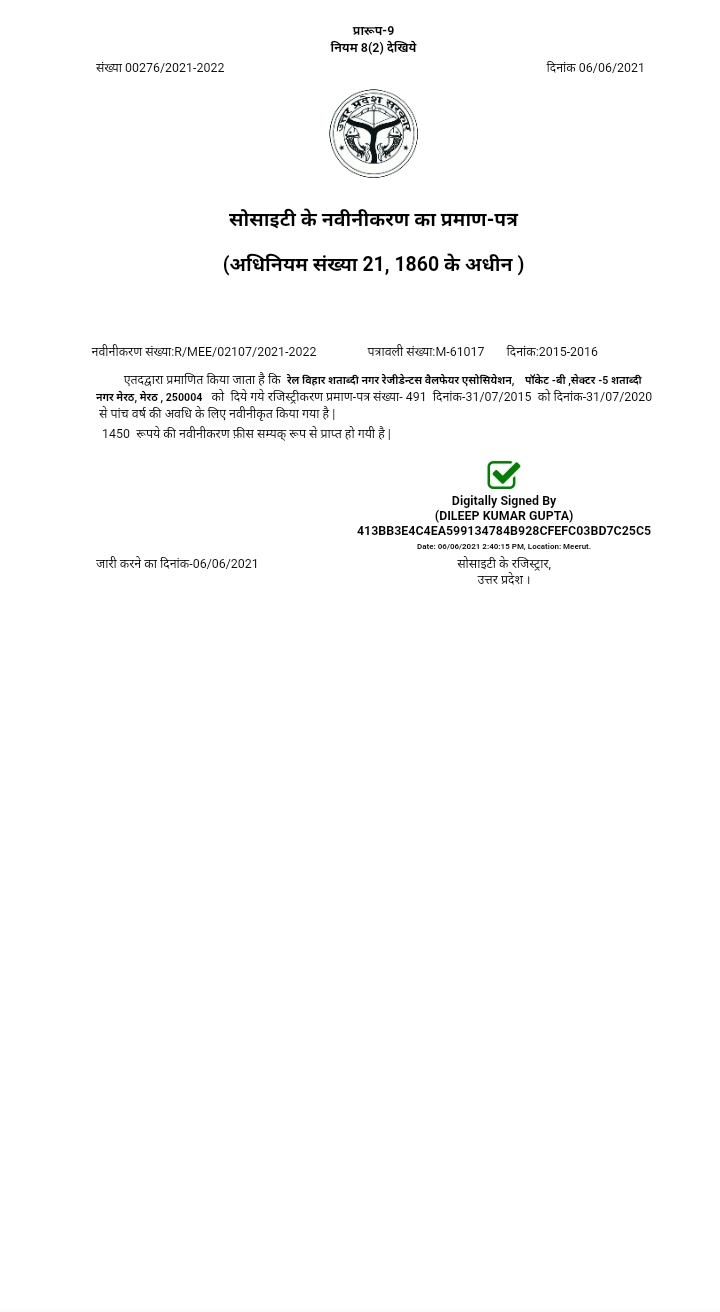 प्रारूप-9
नियम 8(2) देखिये
संख्या 00276/2021-2022 दिनांक 06/06/2021
उत्तर प्रदेश सरकार
सोसाइटी के नवीनीकरण का प्रमाण-पत्र
(अधिनियम संख्या 21, 1860 के अधीन )
नवीनीकरण संख्या:R/MEE/02107/2021-2022 पत्रावली संख्या:M-61017 दिनांक:2015-2016
एतदद्वारा प्रमाणित किया जाता है कि रेल विहार शताब्दी नगर रेजीडेन्टस वैलफेयर एसोसियेशन, पॉकेट -बी ,सेक्टर -5 शताब्दी
नगर मेरठ, मेरठ , 250004 को दिये गये रजिस्ट्रीकरण प्रमाण-पत्र संख्या- 491 दिनांक-31/07/2015 को दिनांक-31/07/2020
से पांच वर्ष की अवधि के लिए नवीनीकृत किया गया है |
1450 रूपये की नवीनीकरण फ़ीस सम्यक् रूप से प्राप्त हो गयी है |
Digitally Signed By
(DILEEP KUMAR GUPTA)
413BB3E4C4EA599134784B928CFEFC03BD7C25C5
Date: 06/06/2021 2:40:15 PM, Location: Meerut.
जारी करने का दिनांक-06/06/2021 सोसाइटी के रजिस्ट्रार,
उत्तर प्रदेश ।